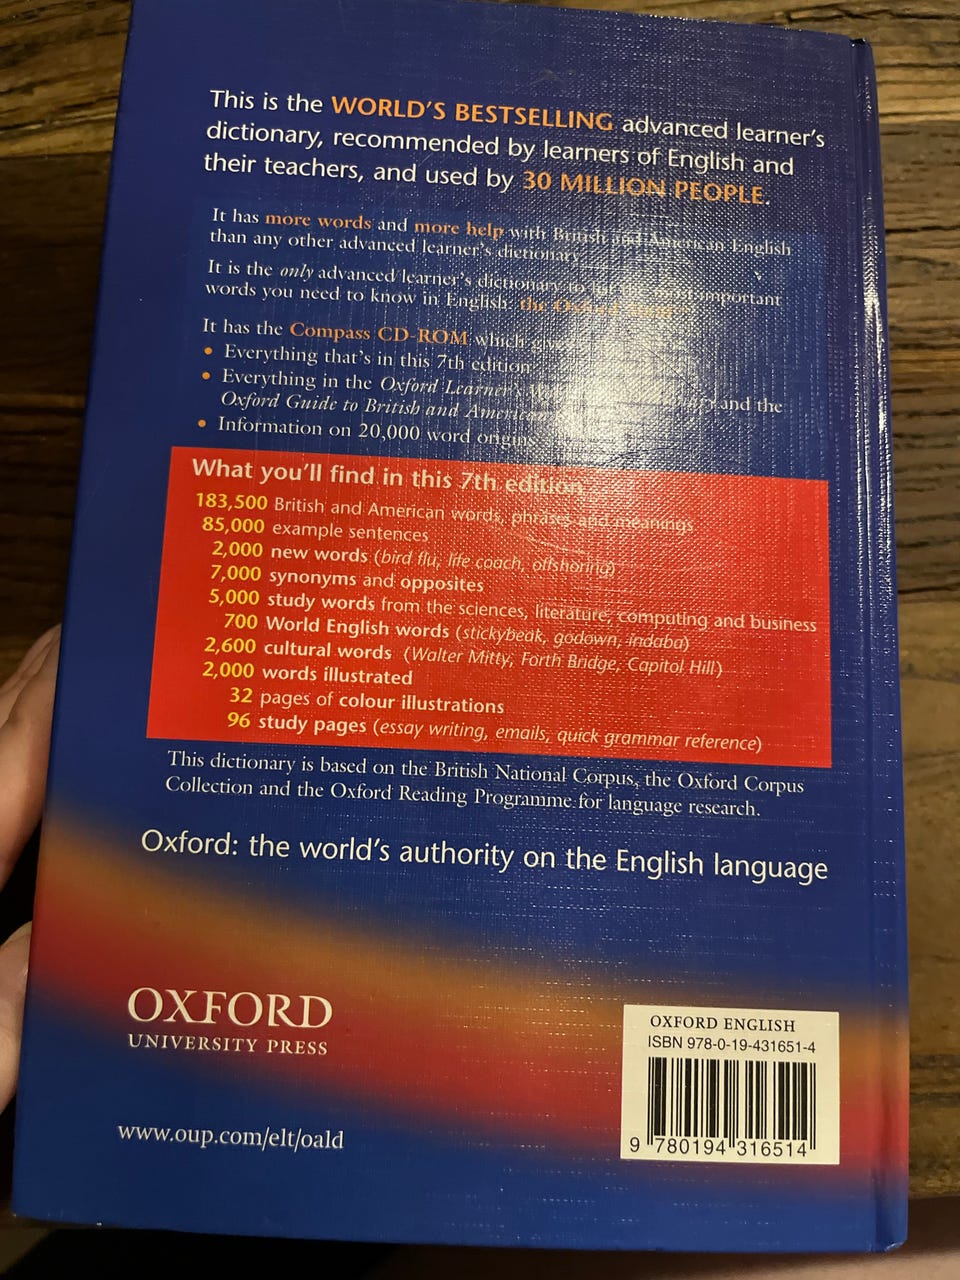 This is the WORLD'S BESTSELLING advanced learner's
dictionary, recommended by learners of English and
their teachers, and used by 30 MILLION PEOPLE.
It has more words and more help with British and American English
than any other advanced learner's dictionary
It is the only advanced learner's dictionary to important
words you need to know in English: the
It has the Compass CD-ROM which
• Everything that's in this 7th edition
• Everything in the Oxford Learner's and the
Oxford Guide to British and American
• Information on 20,000 word origins
What you'll find in this 7th edition
183,500 British and American words, phrases and meanings
85,000 example sentences
2,000 new words (bird flu, life coach, offshoring)
7,000 synonyms and opposites
5,000 study words from the sciences, literature, computing and business
700 World English words (stickybeak, godown, indaba)
2,600 cultural words (Walter Mitty, Forth Bridge, Capitol Hill)
2,000 words illustrated
32 pages of colour illustrations
96 study pages (essay writing, emails, quick grammar reference)
This dictionary is based on the British National Corpus, the Oxford Corpus
Collection and the Oxford Reading Programme for language research.
Oxford: the world's authority on the English language
OXFORD
UNIVERSITY PRESS
www.oup.com/elt/oald
OXFORD ENGLISH
ISBN 978-0-19-431651-4
9 780194 316514